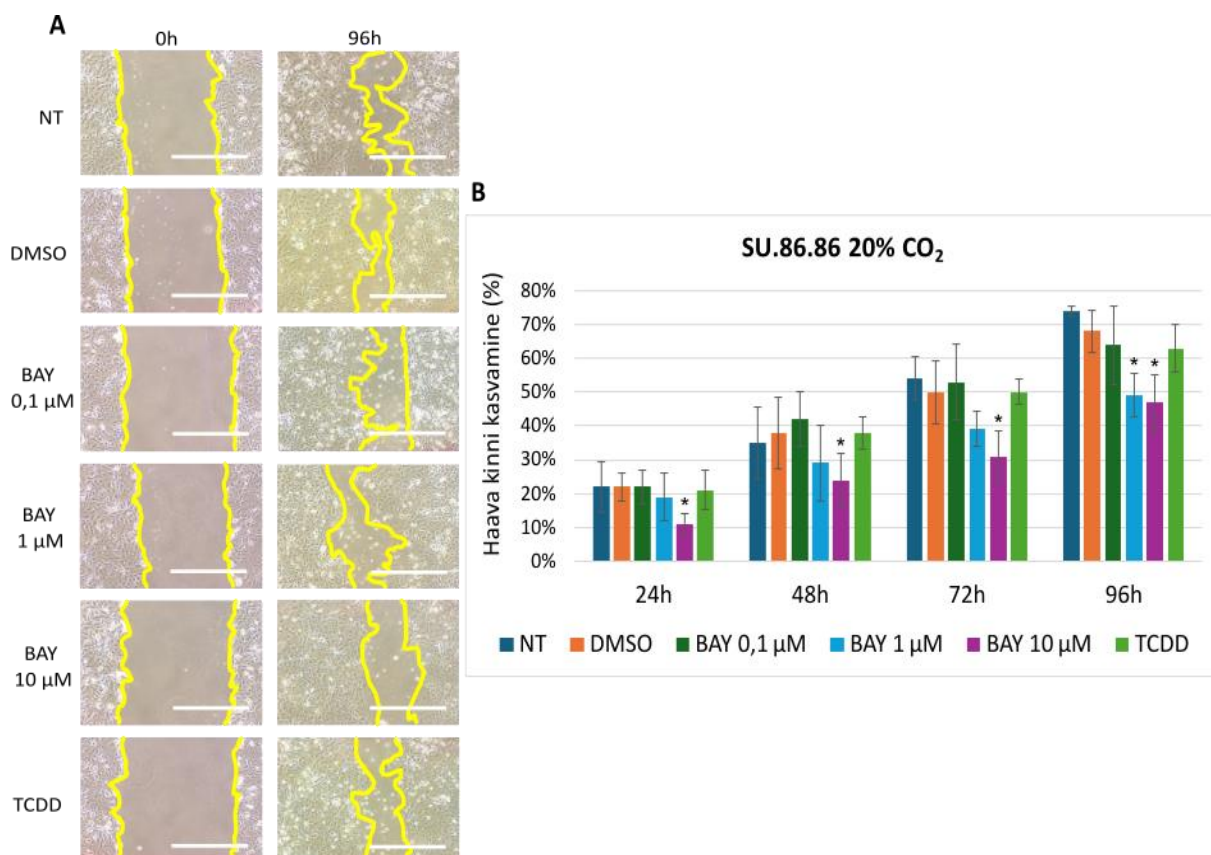 A
0h 96h
NT
DMSO
BAY
0,1 µM
BAY
1 µM
BAY
10 µM
TCDD
B
SU.86.86 20% CO₂
Haava kinni kasvamine (%)
80%
70%
60%
50%
40%
30%
20%
10%
0%
*
*
*
* *
24h 48h 72h 96h
NT DMSO BAY 0,1 µM BAY 1 µM BAY 10 µM TCDD